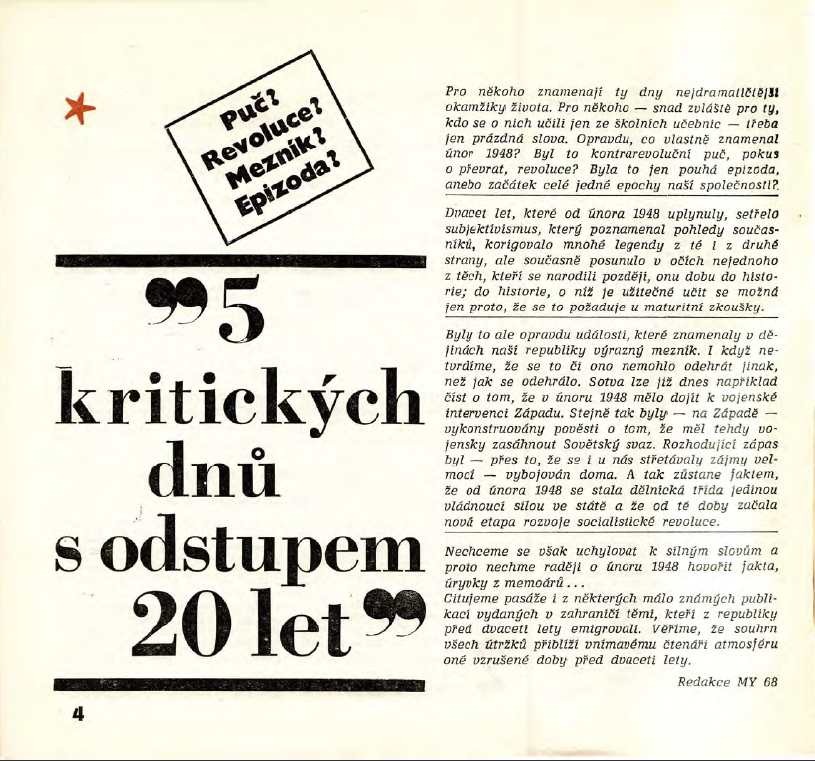 Puč?
Revoluce?
Mezník?
Epizoda?
”5
kritických
dnů
s odstupem
20 let”
Pro někoho znamenají ty dny nejdramatičtější
okamžiky života. Pro někoho — snad zvláště pro ty,
kdo se o nich učili jen ze školních učebnic — třeba
jen prázdná slova. Opravdu, co vlastně znamenal
únor 1948? Byl to kontrarevoluční puč, pokus
o převrat, revoluce? Byla to jen pouhá epizoda,
anebo začátek celé jedné epochy naší společnosti?
Dvacet let, které od února 1948 uplynuly, setřelo
subjektivismus, který poznamenal pohledy součas-
níků, korigovalo mnohé legendy z té i z druhé
strany, ale současně posunulo v očích nejednoho
z těch, kteří se narodili později, onu dobu do histo-
rie; do historie, o níž je užitečné učit se možná
jen proto, že se to požaduje u maturitní zkoušky.
Byly to ale opravdu události, které znamenaly v dě-
jinách naší republiky výrazný mezník. I když ne-
tvrdíme, že se to či ono nemohlo odehrát jinak,
než jak se odehrálo. Sotva lze již dnes například
číst o tom, že v únoru 1948 mělo dojít k vojenské
intervenci Západu. Stejně tak byly — na Západě —
vykonstruovány pověsti o tom, že měl tehdy vo-
jensky zasáhnout Sovětský svaz. Rozhodující zápas
byl — přes to, že se i u nás střetávaly zájmy vel-
mocí — vybojován doma. A tak zůstane faktem,
že od února 1948 se stala dělnická třída jedinou
vládnoucí silou ve státě a že od té doby začala
nová etapa rozvoje socialistické revoluce.
Nechceme se však uchylovat k silným slovům a
proto nechme raději o únoru 1948 hovořit fakta,
úryvky z memoárů...
Citujeme pasáže i z některých málo známých publi-
kací vydaných v zahraničí těmi, kteří z republiky
před dvaceti lety emigrovali. Věříme, že souhrn
všech útržků přiblíží vnímavému čtenáři atmosféru
oné vzrušené doby před dvaceti lety.
Redakce MY 68
4